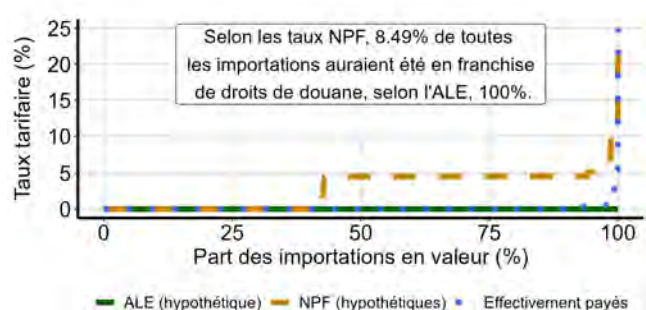 25
20
15
10
5
0
Taux tarifaire (%)
Selon les taux NPF, 8.49% de toutes
les importations auraient été en franchise
de droits de douane, selon l'ALE, 100%.
0 25 50 75 100
Part des importations en valeur (%)
ALE (hypothétique) NPF (hypothétiques) Effectivement payés